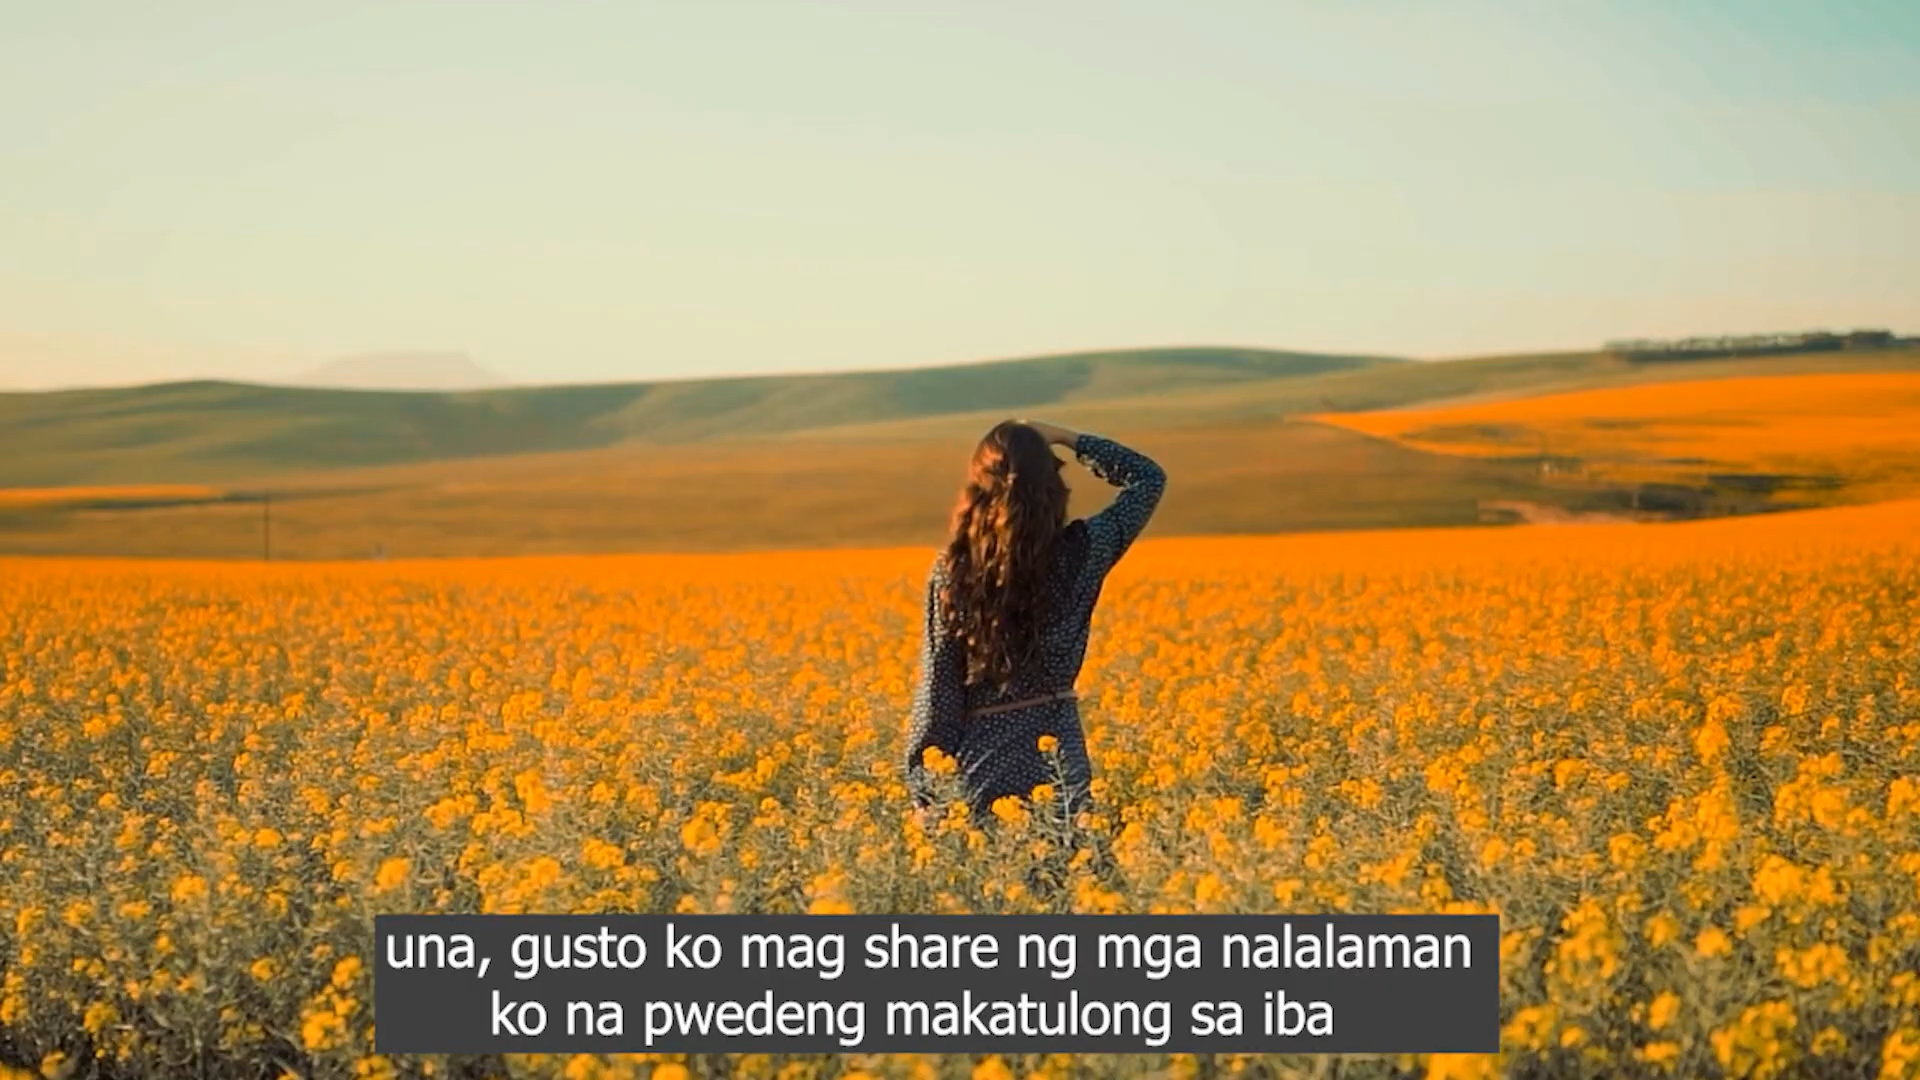 una, gusto ko mag share ng mga nalalaman
ko na pwedeng makatulong sa iba